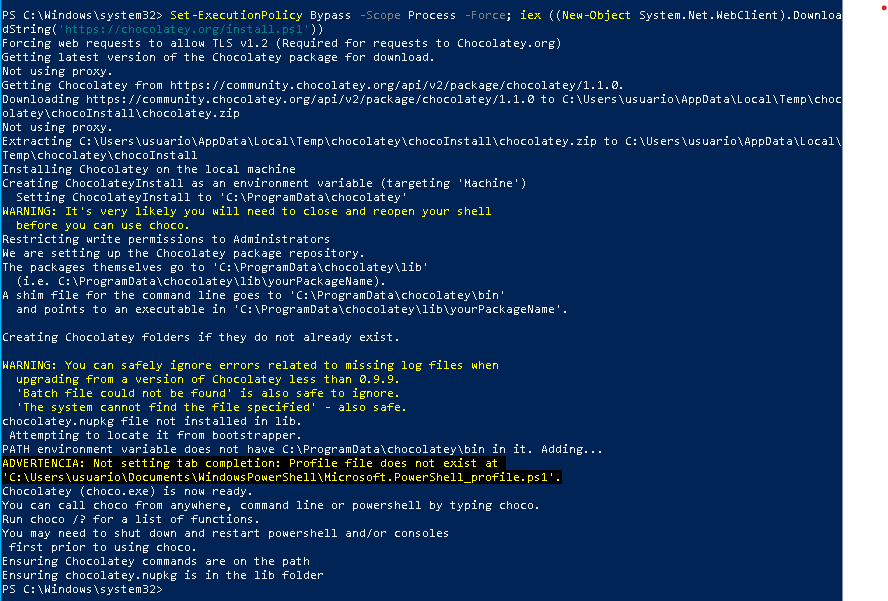 PS C:\Windows\system32> Set-ExecutionPolicy Bypass -Scope Process -Force; iex ((New-Object System.Net.WebClient).Downloa
dString('https://chocolatey.org/install.ps1'))
Forcing web requests to allow TLS v1.2 (Required for requests to Chocolatey.org)
Getting latest version of the Chocolatey package for download.
Not using proxy.
Getting Chocolatey from https://community.chocolatey.org/api/v2/package/chocolatey/1.1.0.
Downloading https://community.chocolatey.org/api/v2/package/chocolatey/1.1.0 to C:\Users\usuario\AppData\Local\Temp\choc
olatey\chocoInstall\chocolatey.zip
Not using proxy.
Extracting C:\Users\usuario\AppData\Local\Temp\chocolatey\chocoInstall\chocolatey.zip to C:\Users\usuario\AppData\Local\
Temp\chocolatey\chocoInstall
Installing Chocolatey on the local machine
Creating ChocolateyInstall as an environment variable (targeting 'Machine')
  Setting ChocolateyInstall to 'C:\ProgramData\chocolatey'
WARNING: It's very likely you will need to close and reopen your shell
  before you can use choco.
Restricting write permissions to Administrators
We are setting up the Chocolatey package repository.
The packages themselves go to 'C:\ProgramData\chocolatey\lib'
  (i.e. C:\ProgramData\chocolatey\lib\yourPackageName).
A shim file for the command line goes to 'C:\ProgramData\chocolatey\bin'
  and points to an executable in 'C:\ProgramData\chocolatey\lib\yourPackageName'.
Creating Chocolatey folders if they do not already exist.
WARNING: You can safely ignore errors related to missing log files when
  upgrading from a version of Chocolatey less than 0.9.9.
  'Batch file could not be found' is also safe to ignore.
  'The system cannot find the file specified' - also safe.
chocolatey.nupkg file not installed in lib.
 Attempting to locate it from bootstrapper.
PATH environment variable does not have C:\ProgramData\chocolatey\bin in it. Adding...
ADVERTENCIA: Not setting tab completion: Profile file does not exist at
'C:\Users\usuario\Documents\WindowsPowerShell\Microsoft.PowerShell_profile.ps1'.
Chocolatey (choco.exe) is now ready.
You can call choco from anywhere, command line or powershell by typing choco.
Run choco /? for a list of functions.
You may need to shut down and restart powershell and/or consoles
 first prior to using choco.
Ensuring Chocolatey commands are on the path
Ensuring chocolatey.nupkg is in the lib folder
PS C:\Windows\system32>